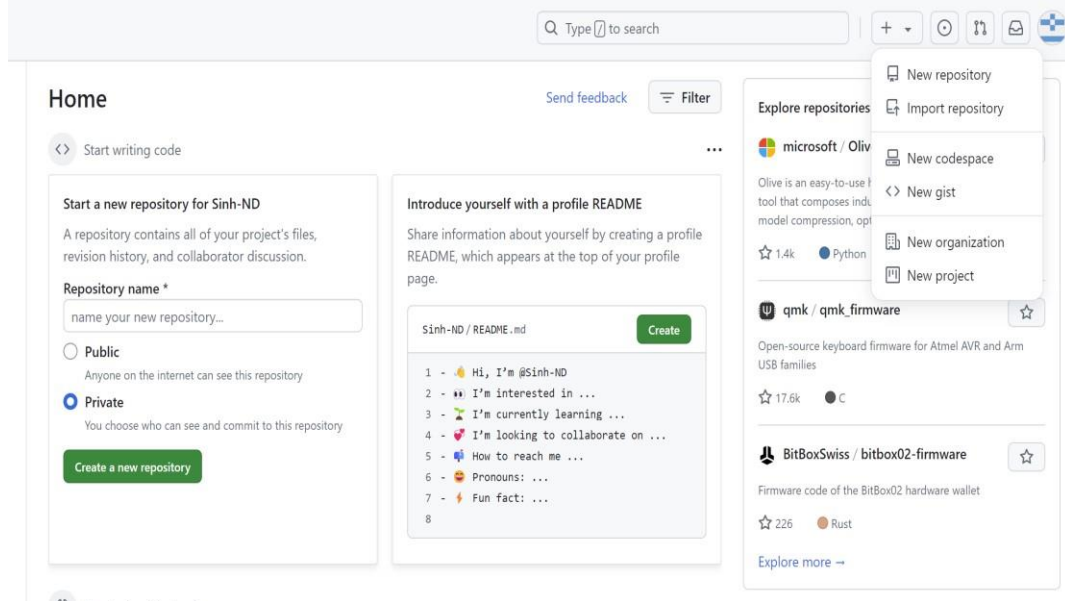 Type / to search
Home
Send feedback
Filter
Start writing code
Start a new repository for Sinh-ND
A repository contains all of your project's files,
revision history, and collaborator discussion.
Repository name *
name your new repository...
Public
Anyone on the internet can see this repository
Private
You choose who can see and commit to this repository
Create a new repository
Introduce yourself with a profile README
Share information about yourself by creating a profile
README, which appears at the top of your profile
page.
Sinh-ND / README.md
Create
1 - 👋 Hi, I'm @Sinh-ND
2 - 👀 I'm interested in ...
3 - 🌱 I'm currently learning ...
4 - 💞️ I'm looking to collaborate on ...
5 - 📫 How to reach me ...
6 - 😄 Pronouns: ...
7 - ⚡ Fun fact: ...
8
Explore repositories
microsoft / Oliv
Olive is an easy-to-use
tool that composes indu
model compression, opt
1.4k Python
qmk / qmk_firmware
Open-source keyboard firmware for Atmel AVR and Arm
USB families
17.6k C
BitBoxSwiss / bitbox02-firmware
Firmware code of the BitBox02 hardware wallet
226 Rust
Explore more →
New repository
Import repository
New codespace
New gist
New organization
New project